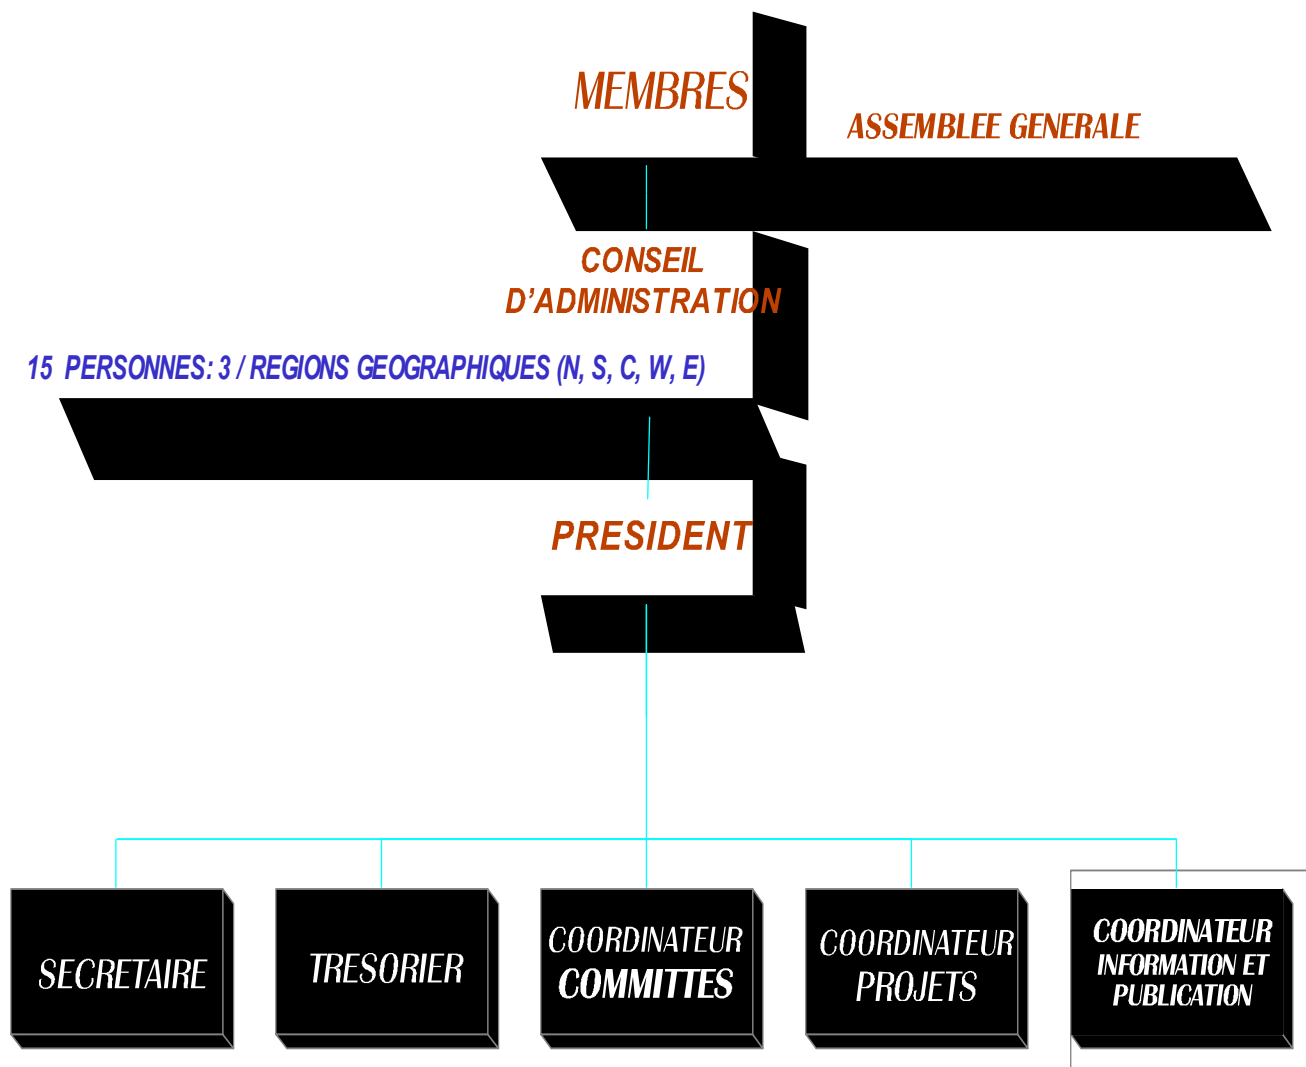 MEMBRES
ASSEMBLEE GENERALE
CONSEIL
D’ADMINISTRATION
15 PERSONNES: 3 / REGIONS GEOGRAPHIQUES (N, S, C, W, E)
PRESIDENT
SECRETAIRE
TRESORIER
COORDINATEUR
COMMITTES
COORDINATEUR
PROJETS
COORDINATEUR
INFORMATION ET
PUBLICATION